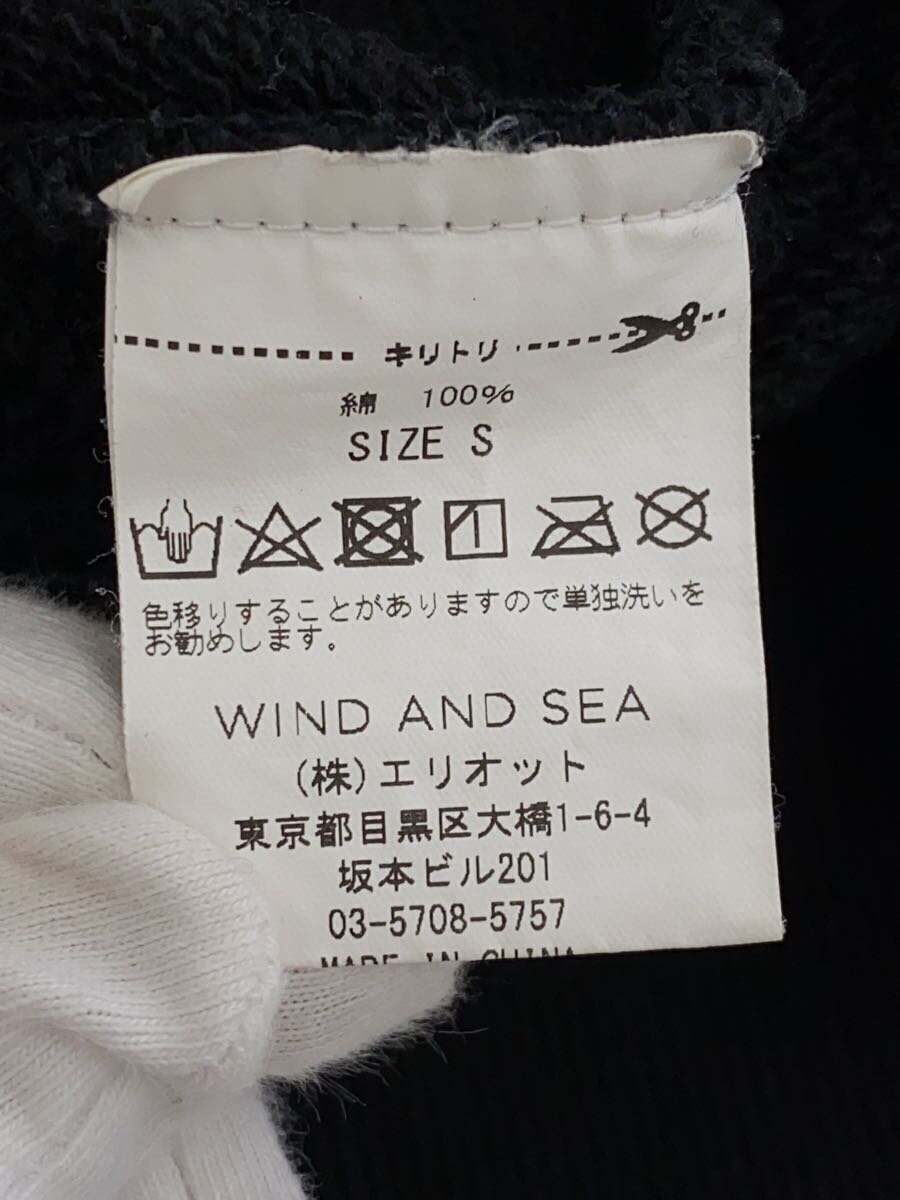 キリトリ
綿 100%
SIZE S
色移りすることがありますので単独洗いを
お勧めします。
WIND AND SEA
(株)エリオット
東京都目黒区大橋1-6-4
坂本ビル201
03-5708-5757
MADE IN CHINA